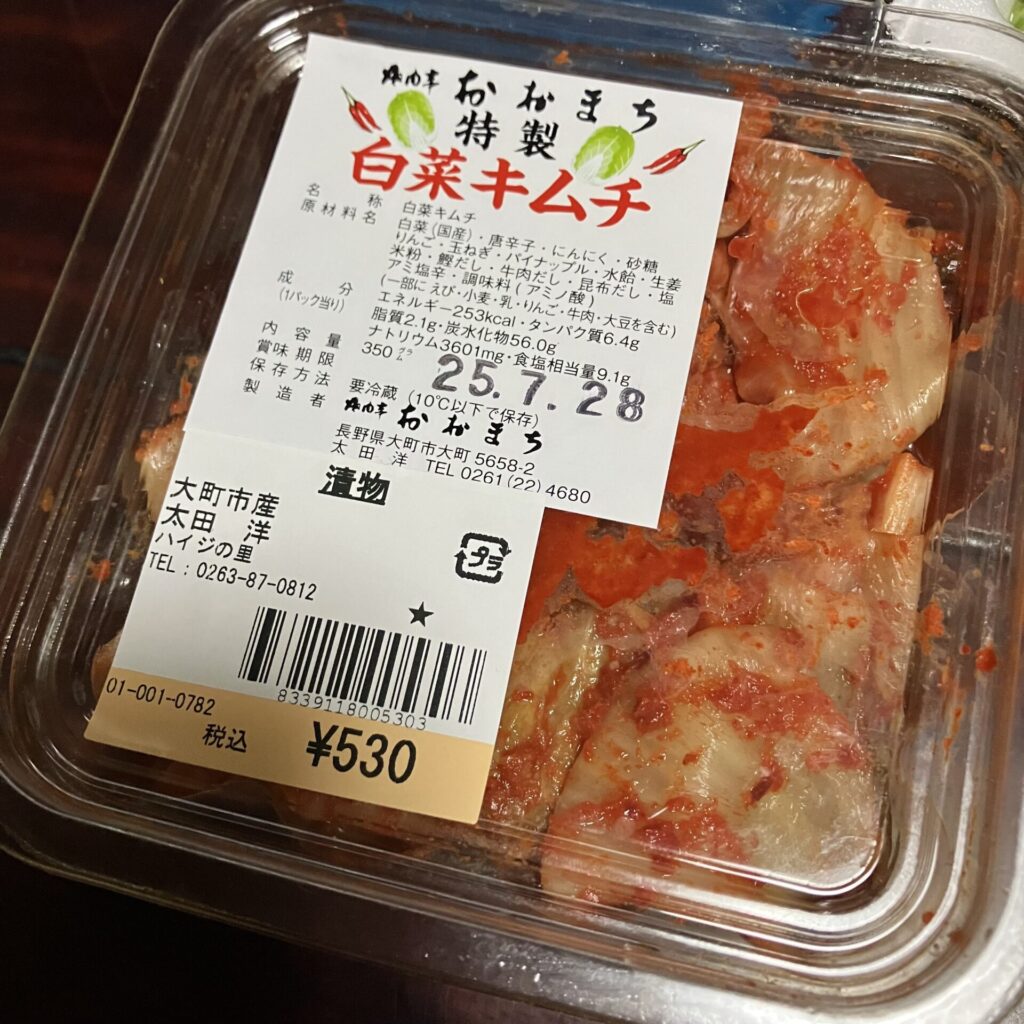 おおまち
特製
白菜キムチ
名称 白菜キムチ
原材料名 白菜(国産)・唐辛子・にんにく・砂糖
りんご・玉ねぎ・パイナップル・水飴・生姜
米粉・鰹だし・牛肉だし・昆布だし・塩
アミ塩辛・調味料(アミノ酸)
(一部に えび・小麦・乳・りんご・牛肉・大豆を含む)
成分 エネルギー253kcal・タンパク質6.4g
(1パック当り) 脂質2.1g・炭水化物56.0g
ナトリウム3601mg・食塩相当量9.1g
内容量 350グラム
賞味期限 25.7.28
保存方法 要冷蔵 (10℃以下で保存)
製造者 おおまち
長野県大町市大町 5658-2
太田 洋 TEL 0261(22)4680
漬物
大町市産
太田 洋
ハイジの里
TEL : 0263-87-0812
プラ
★
8339118005303
01-001-0782
税込 ¥530